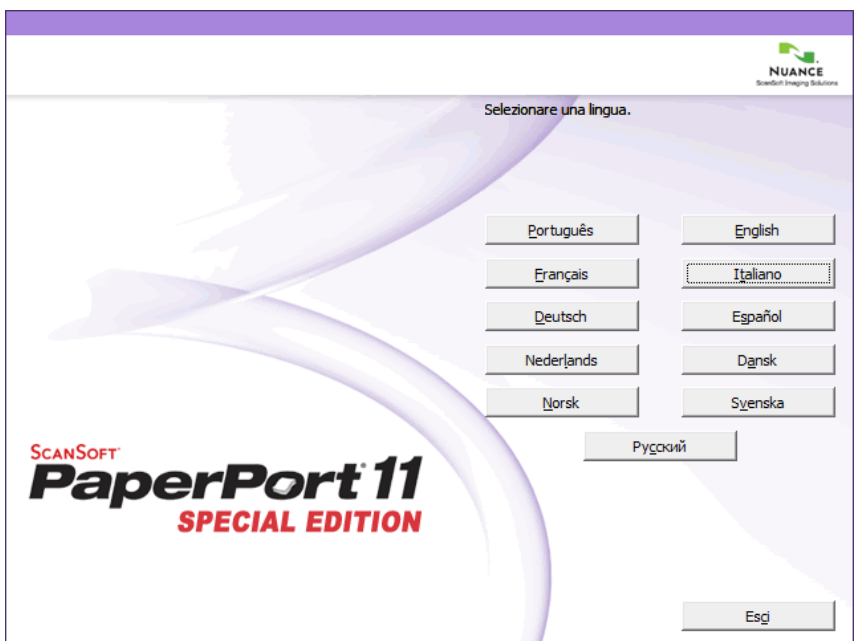 NUANCE
ScanSoft Imaging Solutions
Selezionare una lingua.
Português
English
Français
Italiano
Deutsch
Español
Nederlands
Dansk
Norsk
Svenska
Русский
SCANSOFT
PaperPort 11
SPECIAL EDITION
Esci